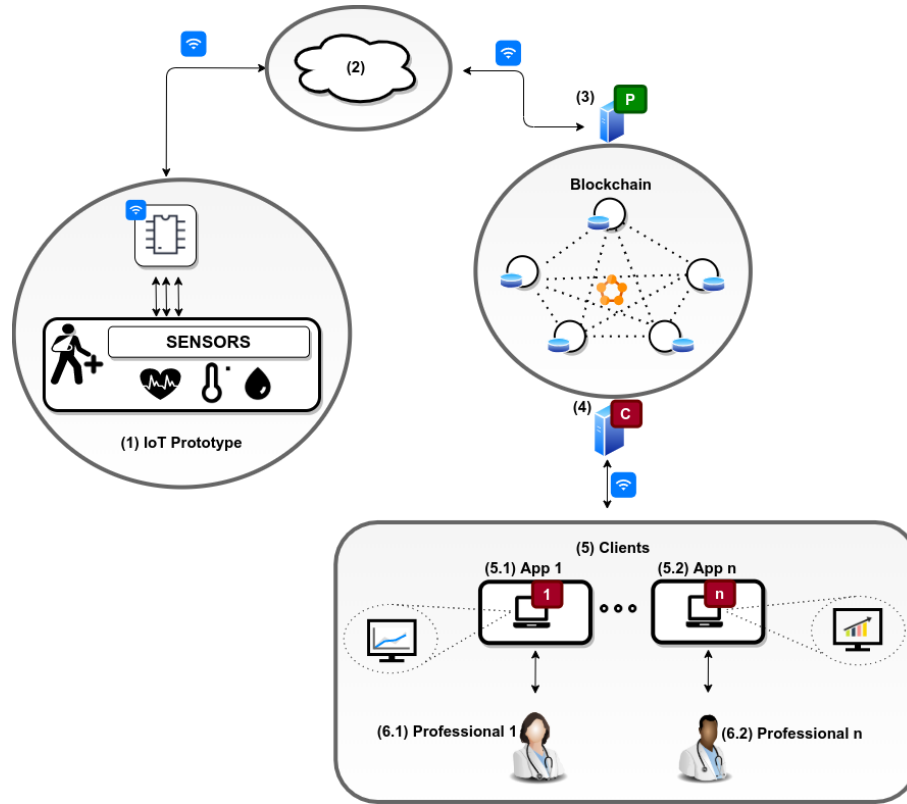 (2)
(3)
P
Blockchain
SENSORS
(1) IoT Prototype
(4)
C
(5) Clients
(5.1) App 1
(5.2) App n
1
n
(6.1) Professional 1
(6.2) Professional n